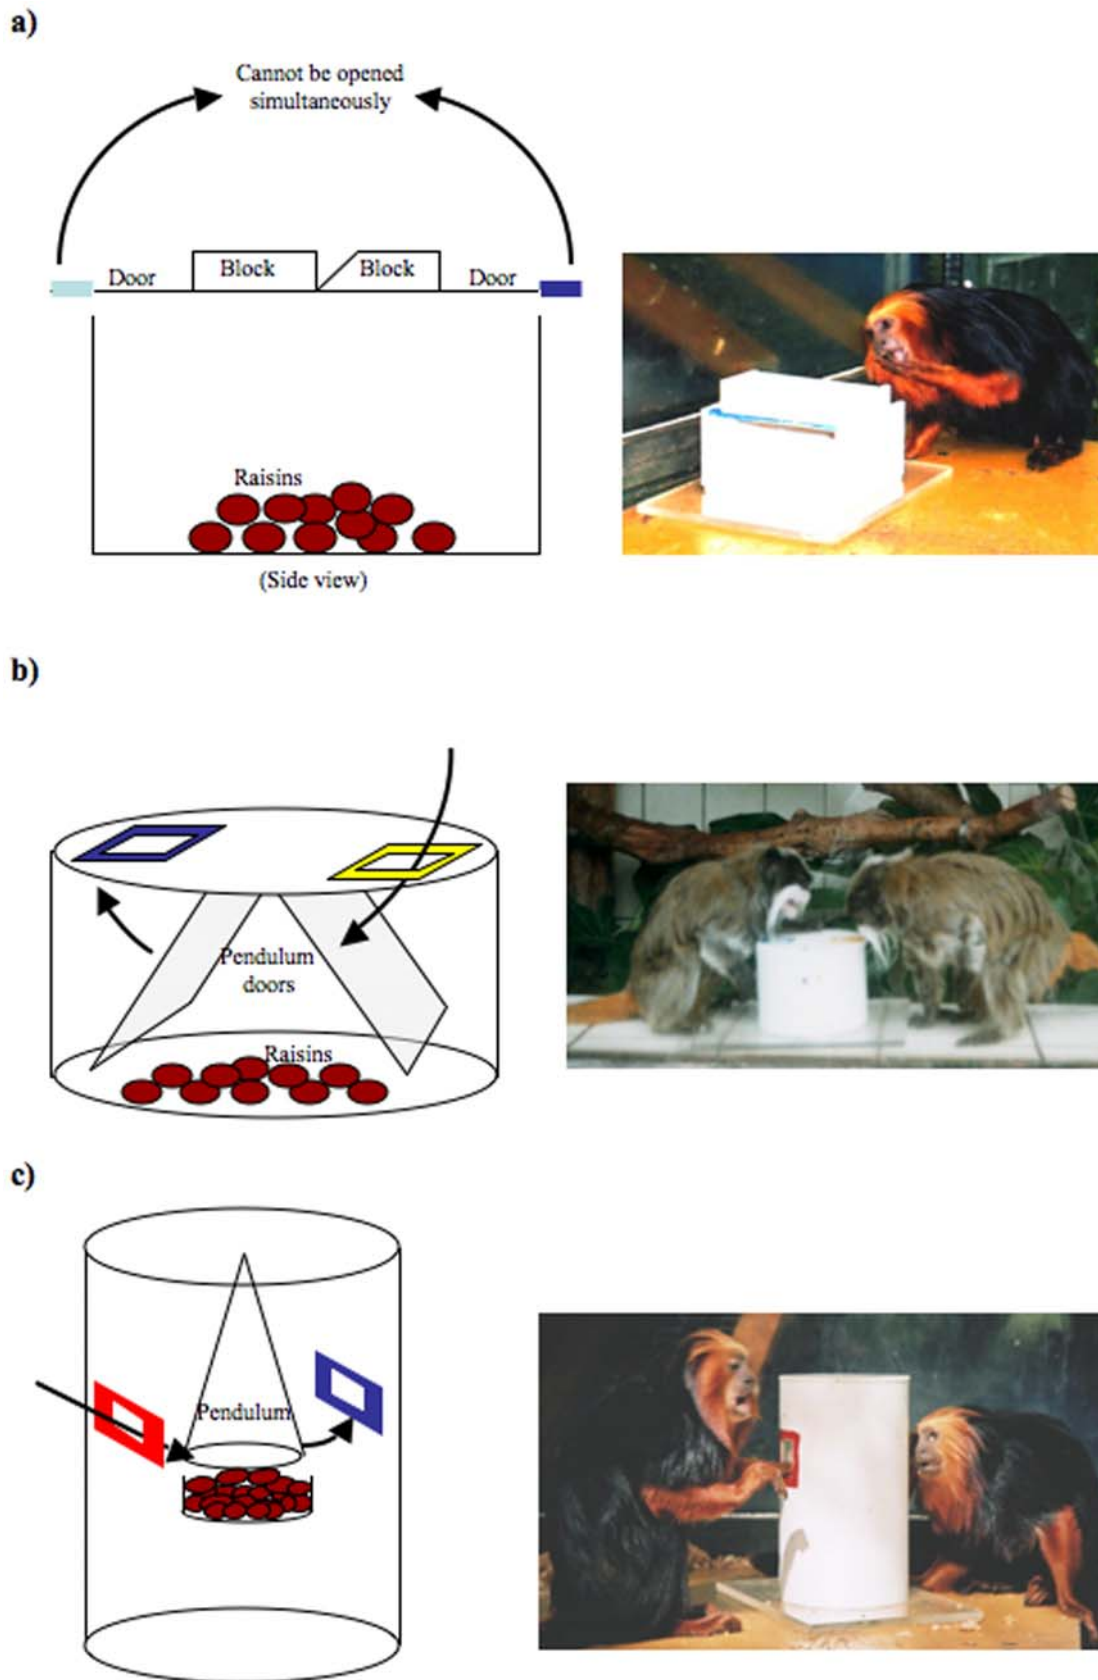 a)
Cannot be opened
simultaneously
Door
Block
Block
Door
Raisins
(Side view)
b)
Pendulum
doors
Raisins
c)
Pendulum